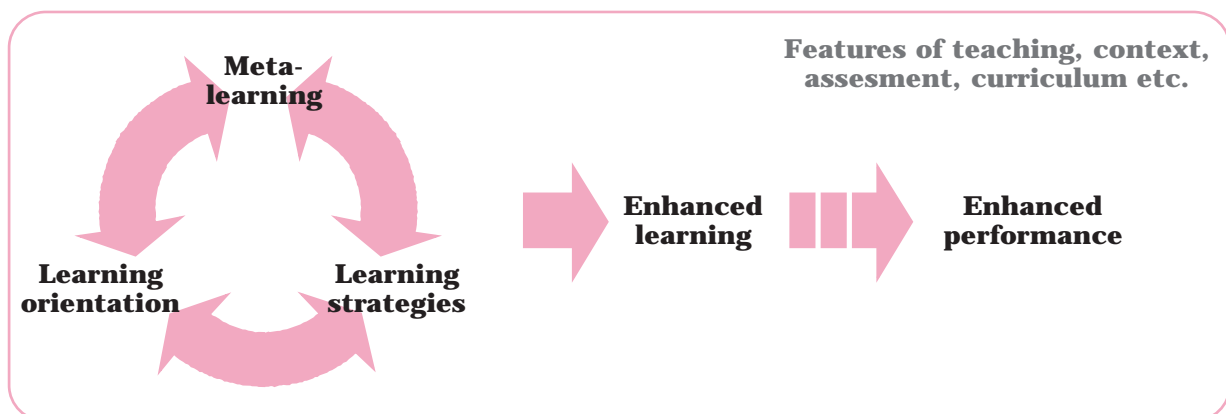 Features of teaching, context,
assesment, curriculum etc.
Meta-
learning
Learning
orientation
Learning
strategies
Enhanced
learning
Enhanced
performance